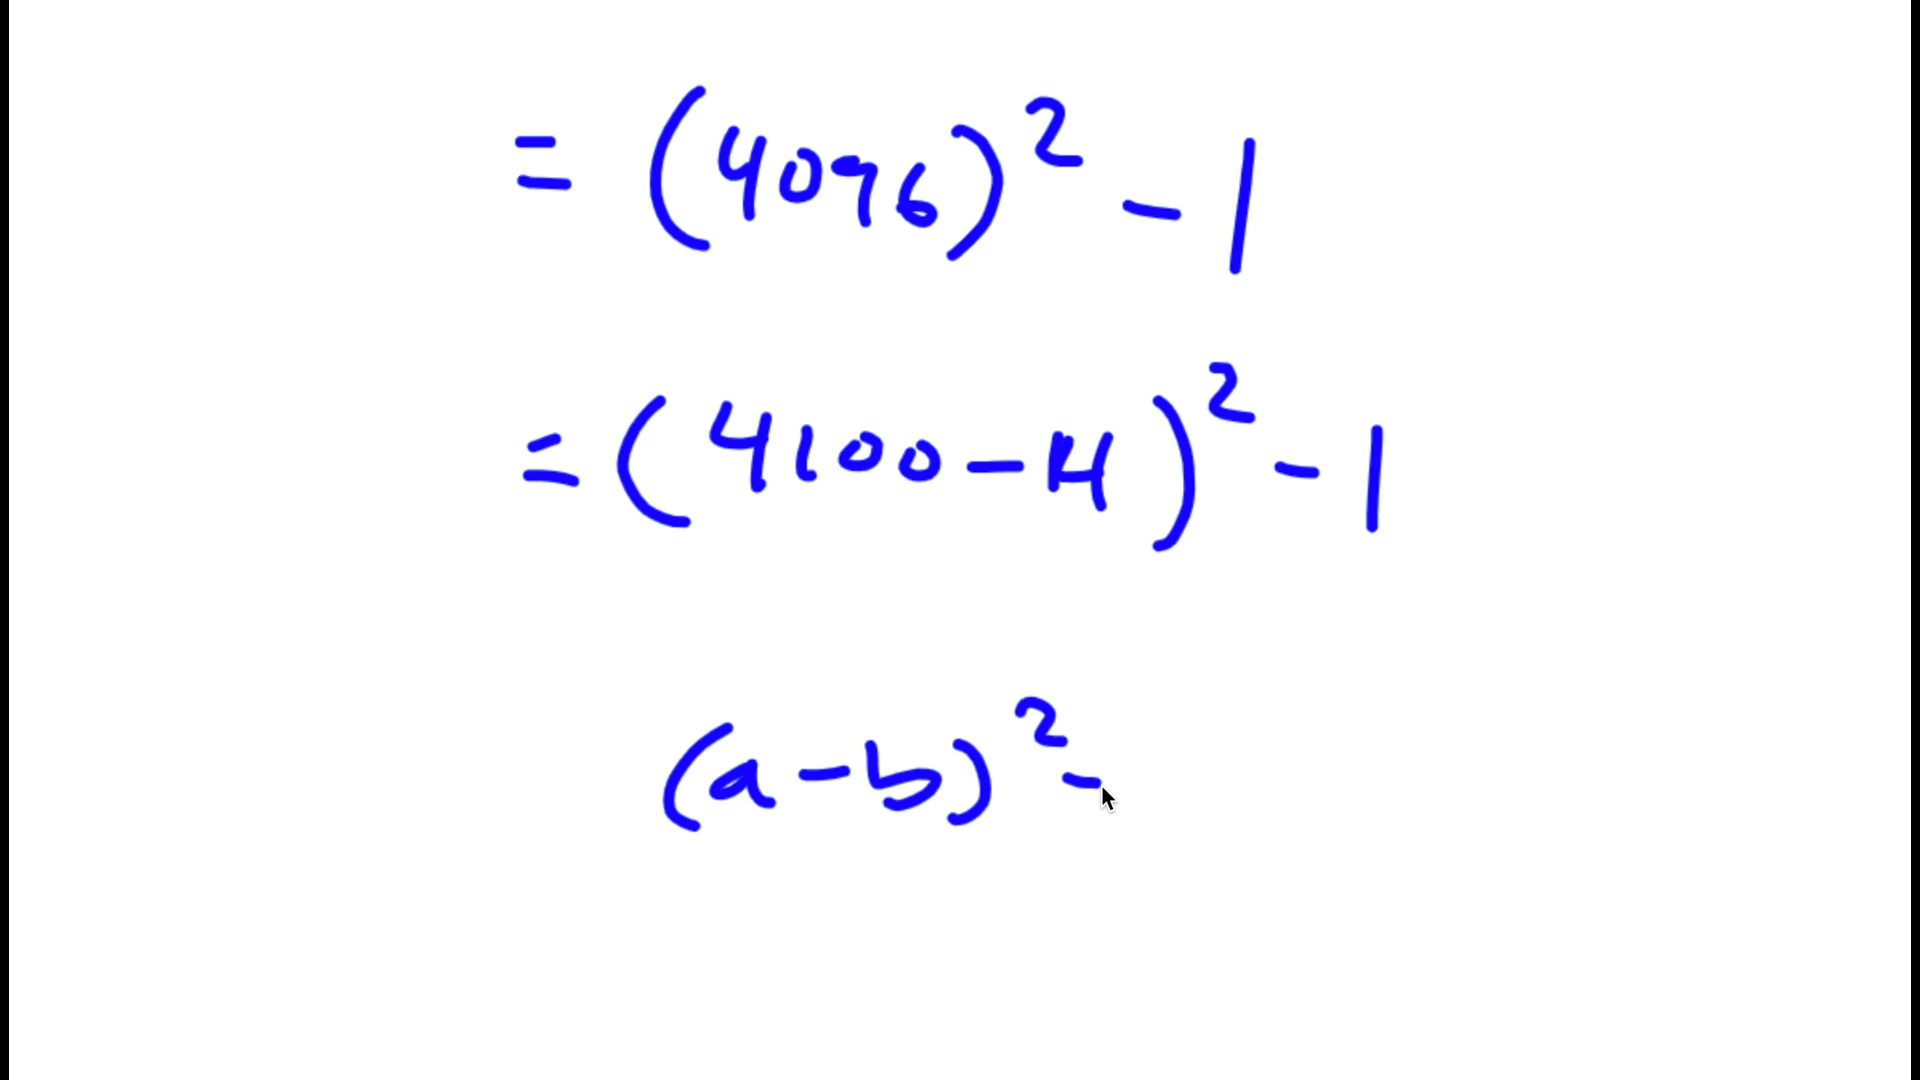 = (4096)² - 1
= (4100 - 4)² - 1
(a - b)² -